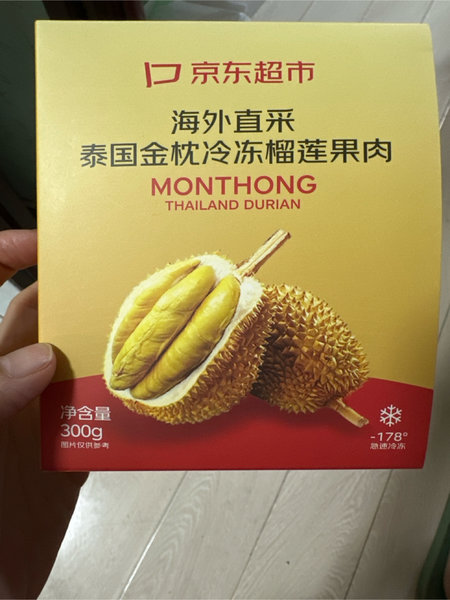 京东超市
海外直采
泰国金枕冷冻榴莲果肉
MONTHONG
THAILAND DURIAN
净含量
300g
图片仅供参考
-178°
急速冷冻